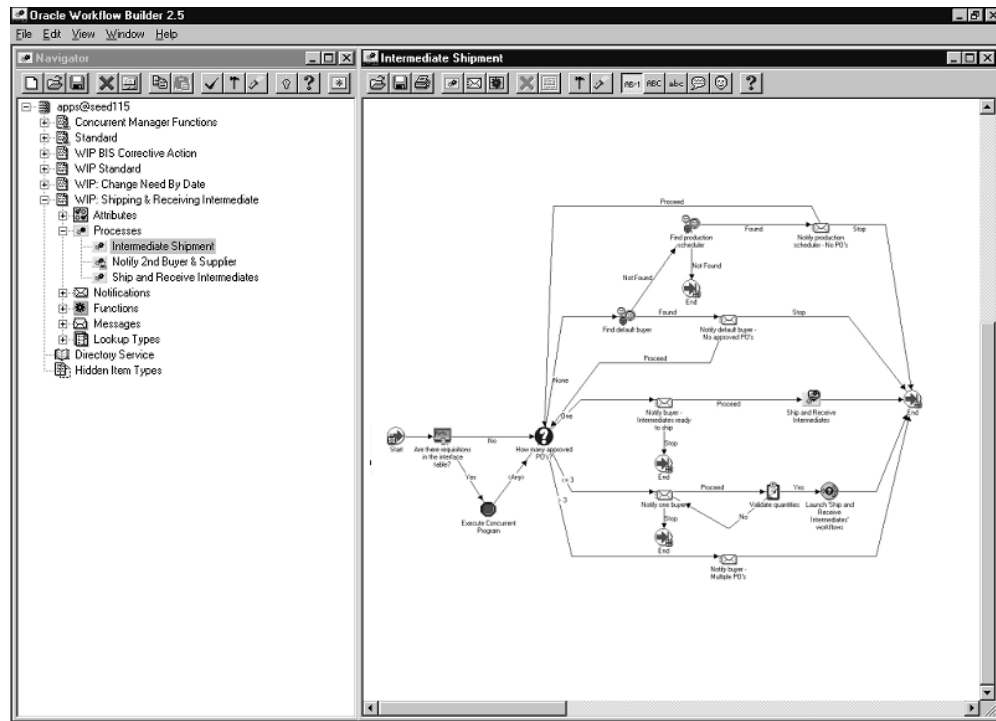 Oracle Workflow Builder 2.5
File Edit View Window Help
Navigator
apps@seed115
Concurrent Manager Functions
Standard
WIP BIS Corrective Action
WIP Standard
WIP: Change Need By Date
WIP: Shipping & Receiving Intermediate
Attributes
Processes
Intermediate Shipment
Notify 2nd Buyer & Supplier
Ship and Receive Intermediates
Notifications
Functions
Messages
Lookup Types
Directory Service
Hidden Item Types
Intermediate Shipment
ABC
abc
Proceed
Find production
scheduler
Found
Notify production
scheduler - No PO's
Stop
Not Found
Not Found
End
Find default buyer
Found
Notify default buyer -
No approved PO's
Stop
Proceed
None
One
Notify buyer -
Intermediates ready
to ship
Proceed
Ship and Receive
Intermediates
End
Start
Are there requisitions
in the interface
table?
No
How many approved
PO's?
Stop
End
Yes
<Any>
Execute Concurrent
Program
<= 3
> 3
Notify one buyer
Proceed
Validate quantities
Yes
Launch 'Ship and
Receive
Intermediates'
workflows
No
Stop
End
Notify buyer -
Multiple PO's